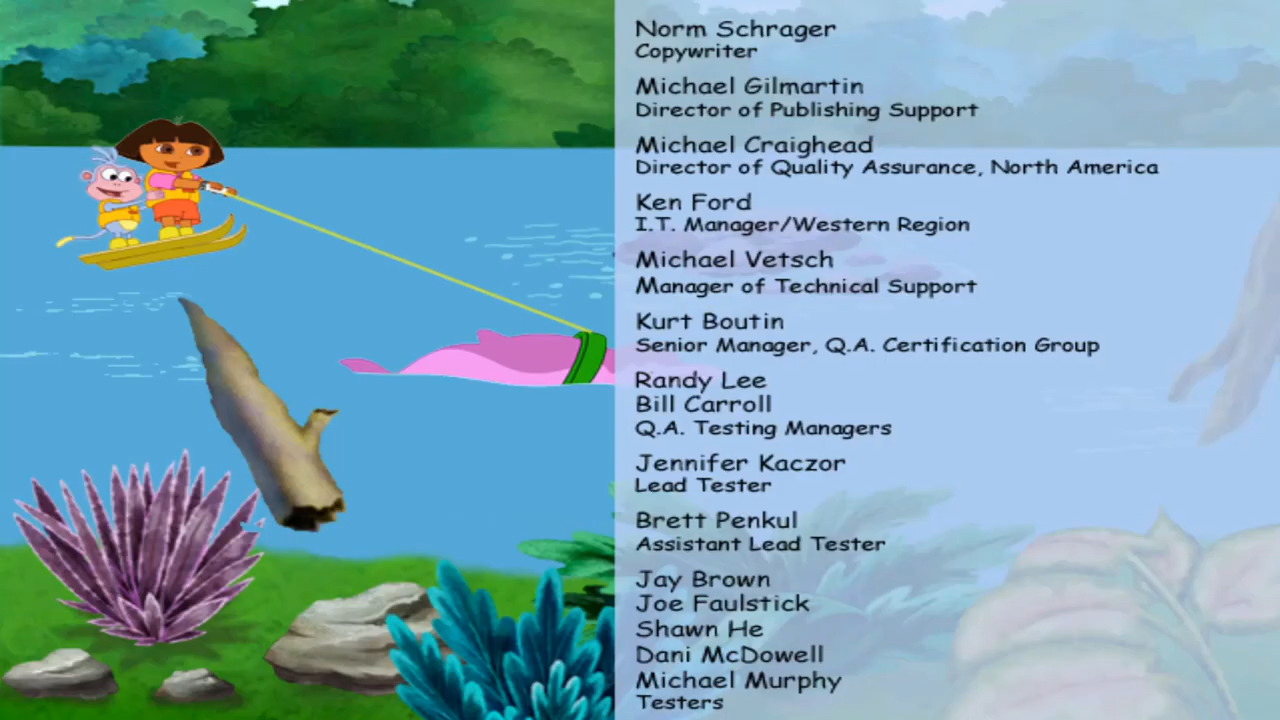 Norm Schrager
Copywriter
Michael Gilmartin
Director of Publishing Support
Michael Craighead
Director of Quality Assurance, North America
Ken Ford
I.T. Manager/Western Region
Michael Vetsch
Manager of Technical Support
Kurt Boutin
Senior Manager, Q.A. Certification Group
Randy Lee
Bill Carroll
Q.A. Testing Managers
Jennifer Kaczor
Lead Tester
Brett Penkul
Assistant Lead Tester
Jay Brown
Joe Faulstick
Shawn He
Dani McDowell
Michael Murphy
Testers